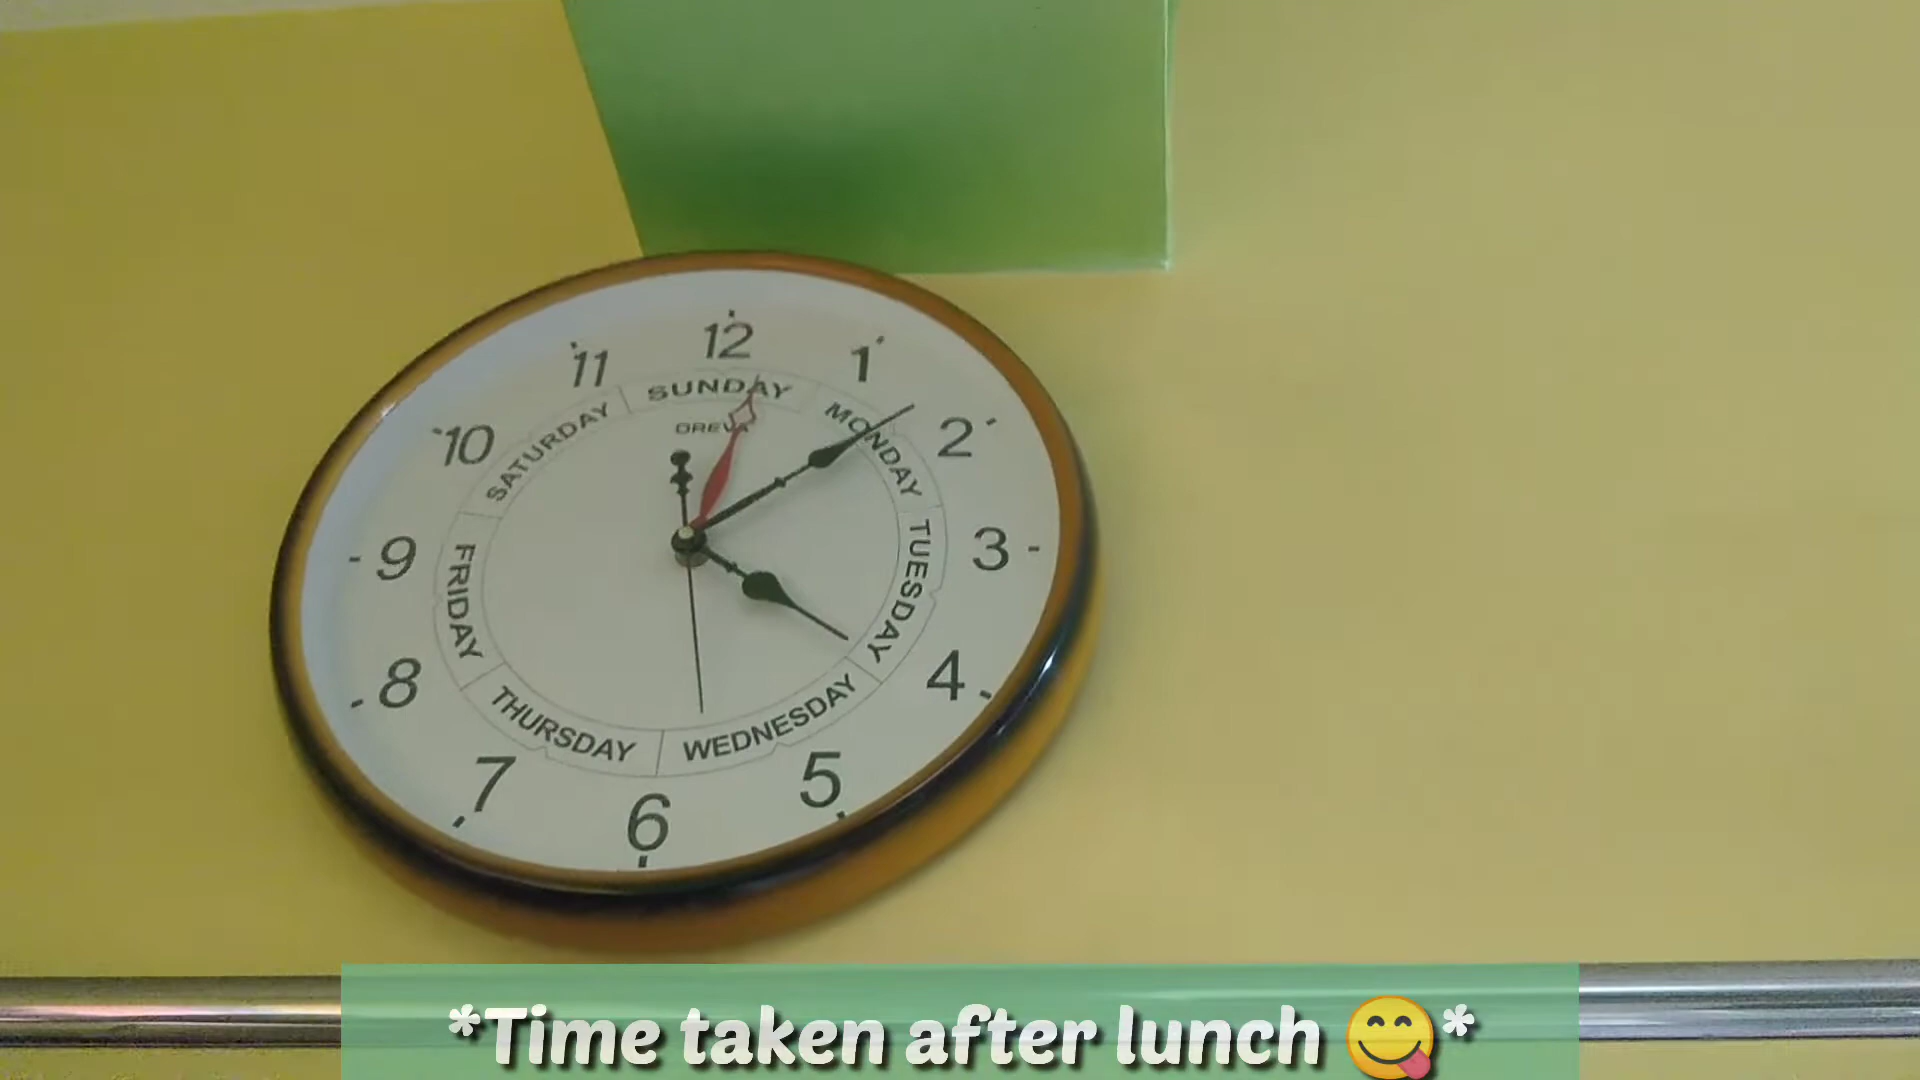 12
1
2
3
4
5
6
7
8
9
10
11
SUNDAY
MONDAY
TUESDAY
WEDNESDAY
THURSDAY
FRIDAY
SATURDAY
OREVA
*Time taken after lunch 😋*